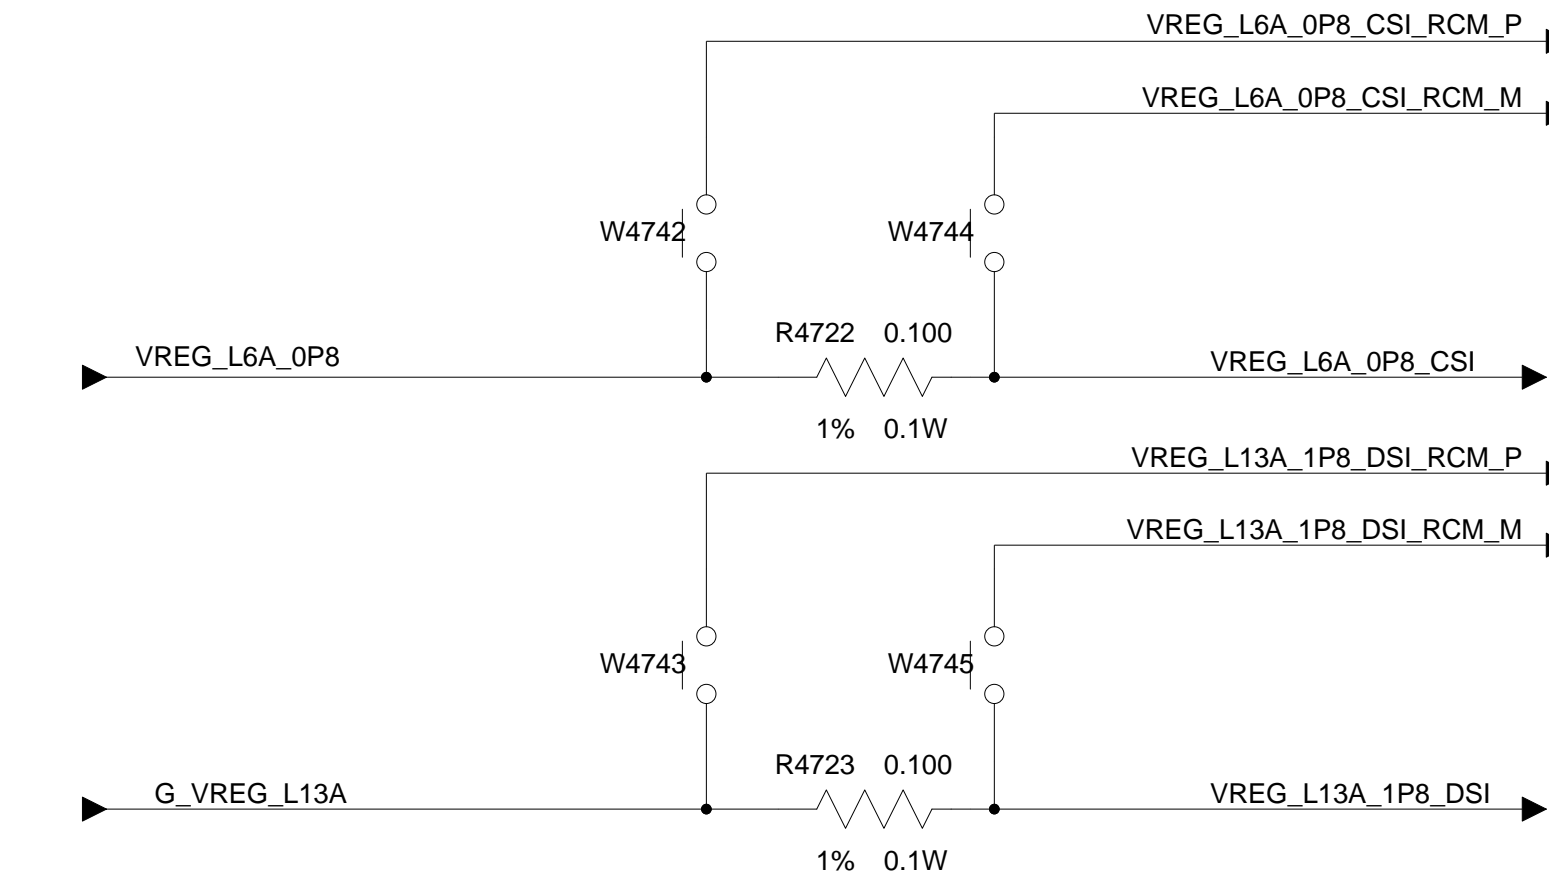 VREG_L6A_0P8_CSI_RCM_P
VREG_L6A_0P8_CSI_RCM_M
W4742 W4744
R4722 0.100
VREG_L6A_0P8 VREG_L6A_0P8_CSI
1% 0.1W
VREG_L13A_1P8_DSI_RCM_P
VREG_L13A_1P8_DSI_RCM_M
W4743 W4745
R4723 0.100
G_VREG_L13A VREG_L13A_1P8_DSI
1% 0.1W